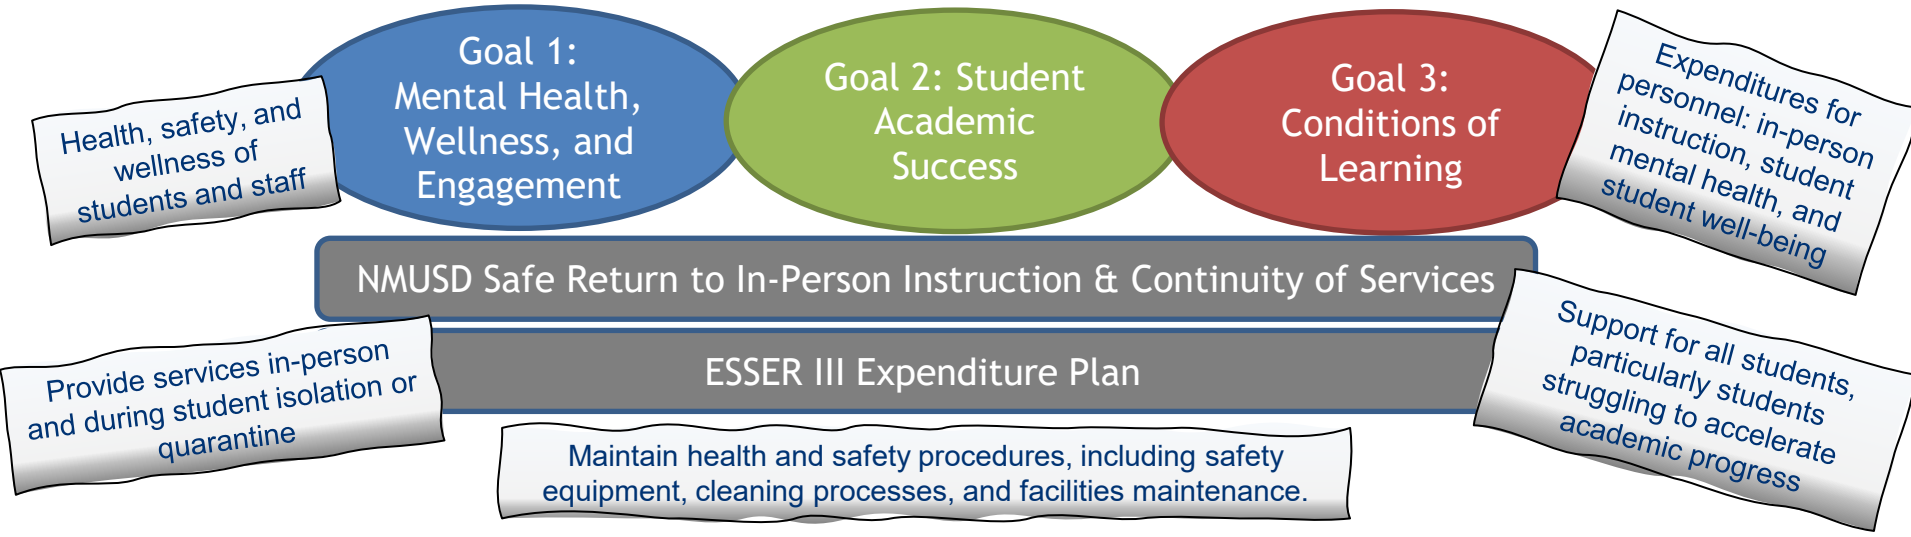 Goal 1:
Mental Health,
Wellness, and
Engagement
Goal 2: Student
Academic
Success
Goal 3:
Conditions of
Learning
Health, safety, and
wellness of
students and staff
Expenditures for
personnel: in-person
instruction, student
mental health, and
student well-being
NMUSD Safe Return to In-Person Instruction & Continuity of Services
ESSER III Expenditure Plan
Provide services in-person
and during student isolation or
quarantine
Support for all students,
particularly students
struggling to accelerate
academic progress
Maintain health and safety procedures, including safety
equipment, cleaning processes, and facilities maintenance.